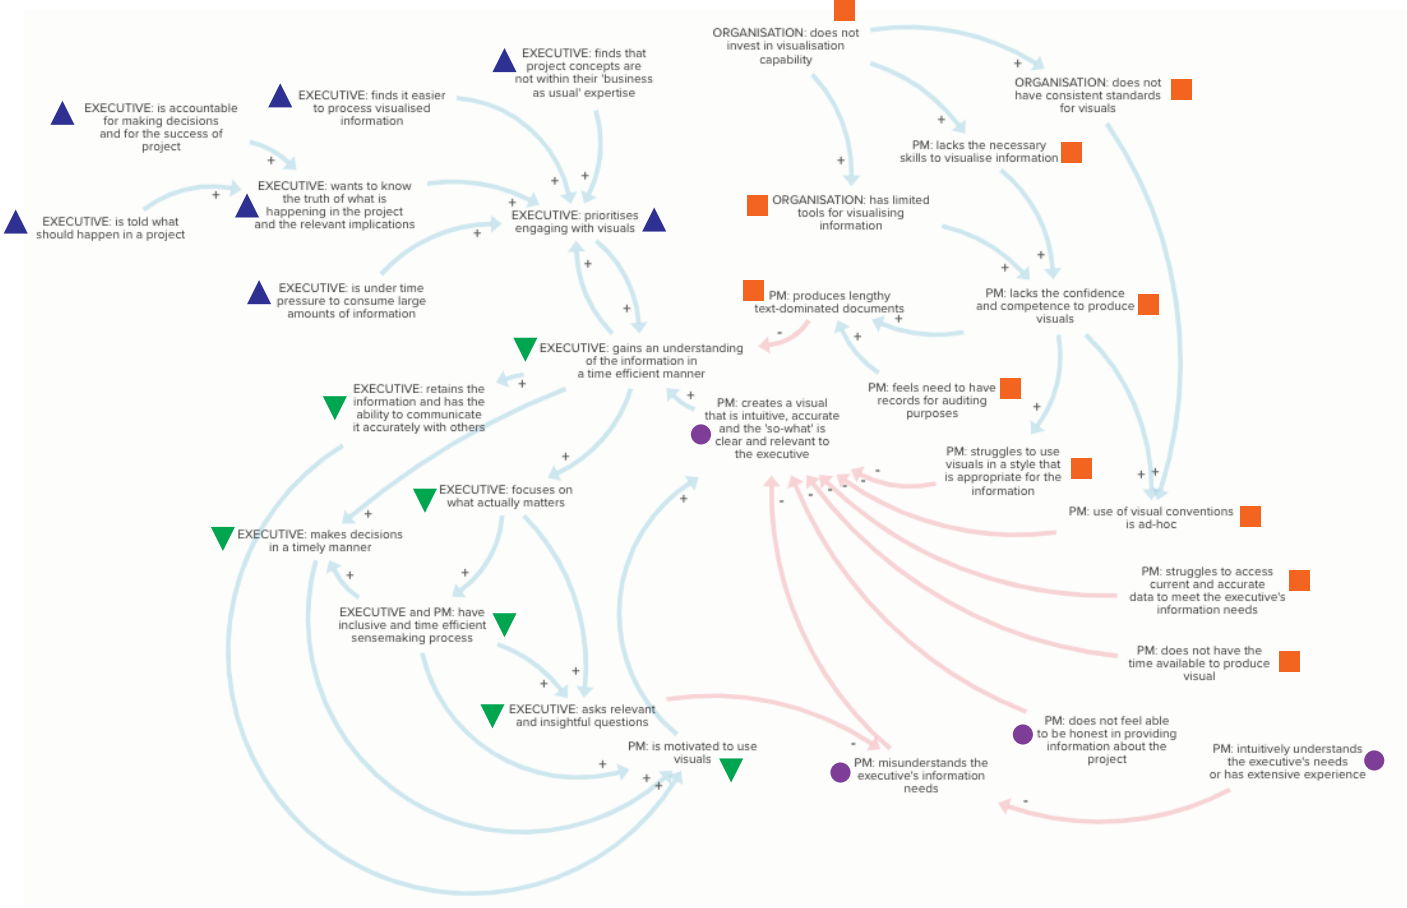 ORGANISATION: does not
invest in visualisation
capability
EXECUTIVE: finds that
project concepts are
not within their 'business
as usual' expertise
ORGANISATION: does not
have consistent standards
for visuals
EXECUTIVE: finds it easier
to process visualised
information
EXECUTIVE: is accountable
for making decisions
and for the success of
project
PM: lacks the necessary
skills to visualise information
EXECUTIVE: wants to know
the truth of what is
happening in the project
and the relevant implications
ORGANISATION: has limited
tools for visualising
information
EXECUTIVE: is told what
should happen in a project
EXECUTIVE: prioritises
engaging with visuals
EXECUTIVE: is under time
pressure to consume large
amounts of information
PM: produces lengthy
text-dominated documents
PM: lacks the confidence
and competence to produce
visuals
EXECUTIVE: gains an understanding
of the information in
a time efficient manner
EXECUTIVE: retains the
information and has the
ability to communicate
it accurately with others
PM: feels need to have
records for auditing
purposes
PM: creates a visual
that is intuitive, accurate
and the 'so-what' is
clear and relevant to
the executive
PM: struggles to use
visuals in a style that
is appropriate for the
information
EXECUTIVE: focuses on
what actually matters
PM: use of visual conventions
is ad-hoc
EXECUTIVE: makes decisions
in a timely manner
PM: struggles to access
current and accurate
data to meet the executive's
information needs
EXECUTIVE and PM: have
inclusive and time efficient
sensemaking process
PM: does not have the
time available to produce
visual
EXECUTIVE: asks relevant
and insightful questions
PM: does not feel able
to be honest in providing
information about the
project
PM: is motivated to use
visuals
PM: misunderstands the
executive's information
needs
PM: intuitively understands
the executive's needs
or has extensive experience